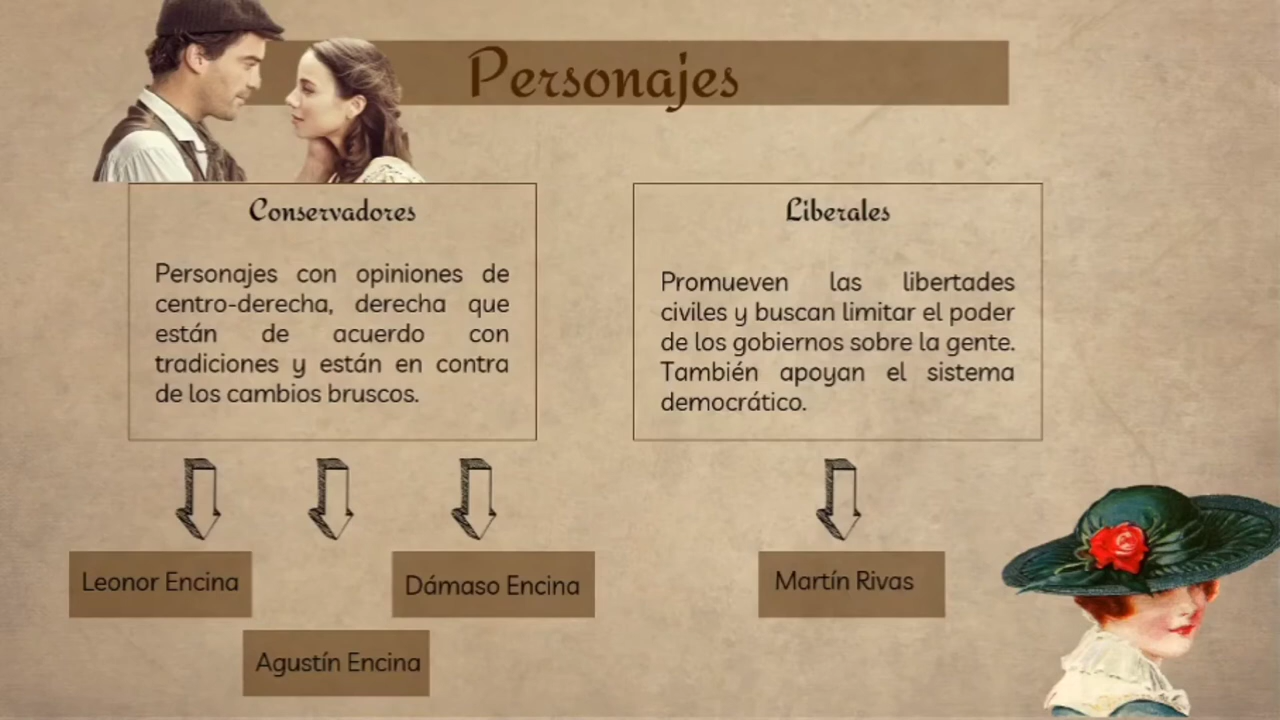 Personajes
Conservadores
Personajes con opiniones de
centro-derecha, derecha que
están de acuerdo con
tradiciones y están en contra
de los cambios bruscos.
Liberales
Promueven las libertades
civiles y buscan limitar el poder
de los gobiernos sobre la gente.
También apoyan el sistema
democrático.
Leonor Encina
Dámaso Encina
Agustín Encina
Martín Rivas